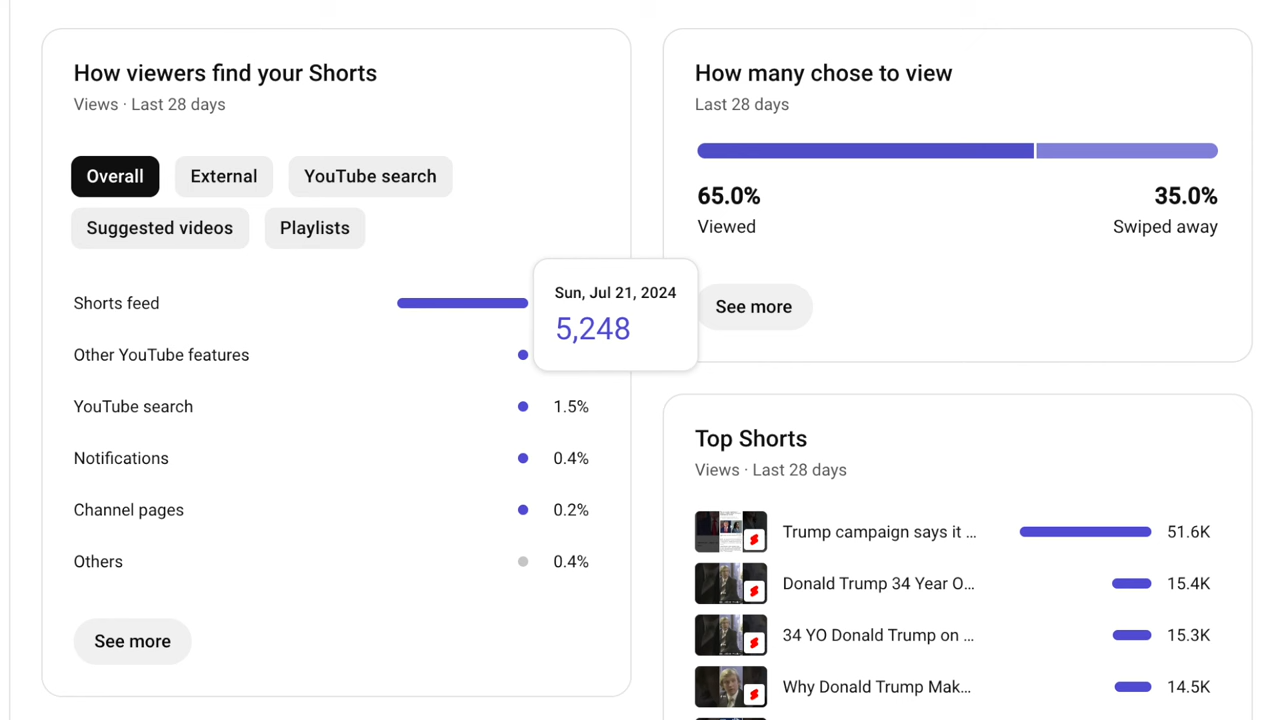 How viewers find your Shorts
Views · Last 28 days
Overall
External
YouTube search
Suggested videos
Playlists
Shorts feed
Other YouTube features
YouTube search
1.5%
Notifications
0.4%
Channel pages
0.2%
Others
0.4%
See more
Sun, Jul 21, 2024
5,248
How many chose to view
Last 28 days
65.0%
35.0%
Viewed
Swiped away
See more
Top Shorts
Views · Last 28 days
Trump campaign says it ...
51.6K
Donald Trump 34 Year O...
15.4K
34 YO Donald Trump on ...
15.3K
Why Donald Trump Mak...
14.5K